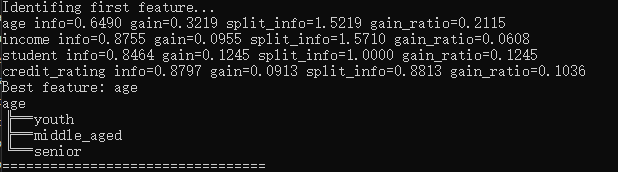 Identifing first feature...
age info=0.6490 gain=0.3219 split_info=1.5219 gain_ratio=0.2115
income info=0.8755 gain=0.0955 split_info=1.5710 gain_ratio=0.0608
student info=0.8464 gain=0.1245 split_info=1.0000 gain_ratio=0.1245
credit_rating info=0.8797 gain=0.0913 split_info=0.8813 gain_ratio=0.1036
Best feature: age
age
╠══youth
╠══middle_aged
╚══senior
=================================